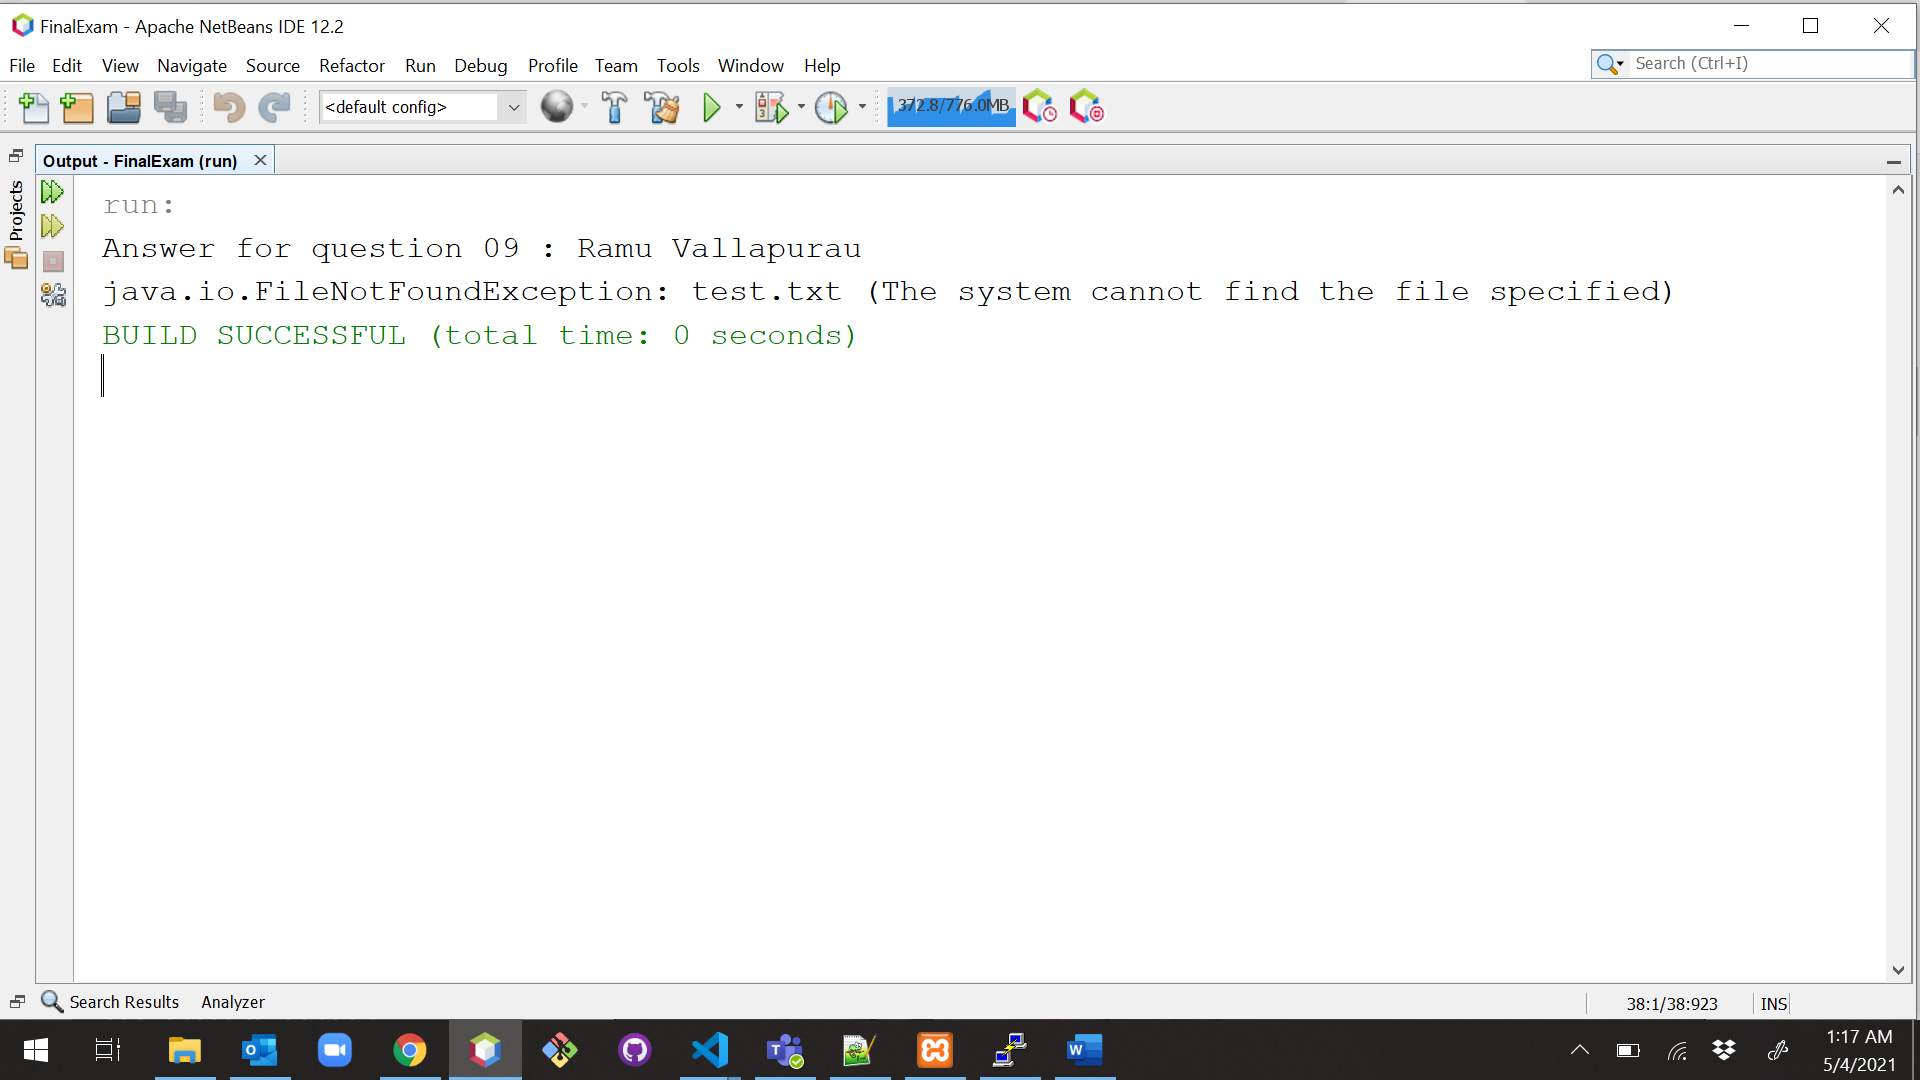 FinalExam - Apache NetBeans IDE 12.2
File Edit View Navigate Source Refactor Run Debug Profile Team Tools Window Help
Search (Ctrl+I)
<default config>
372.8/776.0MB
Output - FinalExam (run)
Projects
run:
Answer for question 09 : Ramu Vallapurau
java.io.FileNotFoundException: test.txt (The system cannot find the file specified)
BUILD SUCCESSFUL (total time: 0 seconds)
Search Results Analyzer
38:1/38:923 INS
1:17 AM
5/4/2021